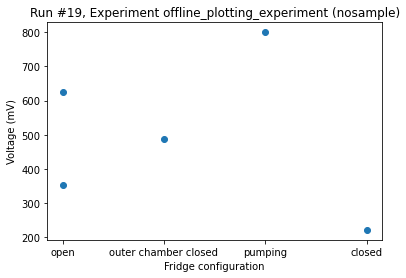 Run #19, Experiment offline_plotting_experiment (nosample)
Voltage (mV)
800
700
600
500
400
300
200
open outer chamber closed pumping closed
Fridge configuration